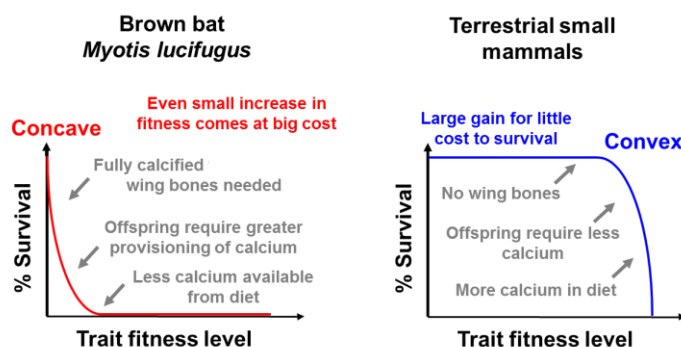 Brown bat
Myotis lucifugus
Even small increase in
fitness comes at big cost
Concave
Fully calcified
wing bones needed
Offspring require greater
provisioning of calcium
Less calcium available
from diet
% Survival
Trait fitness level
Terrestrial small
mammals
Large gain for little
cost to survival
Convex
No wing bones
Offspring require less
calcium
More calcium in diet
% Survival
Trait fitness level